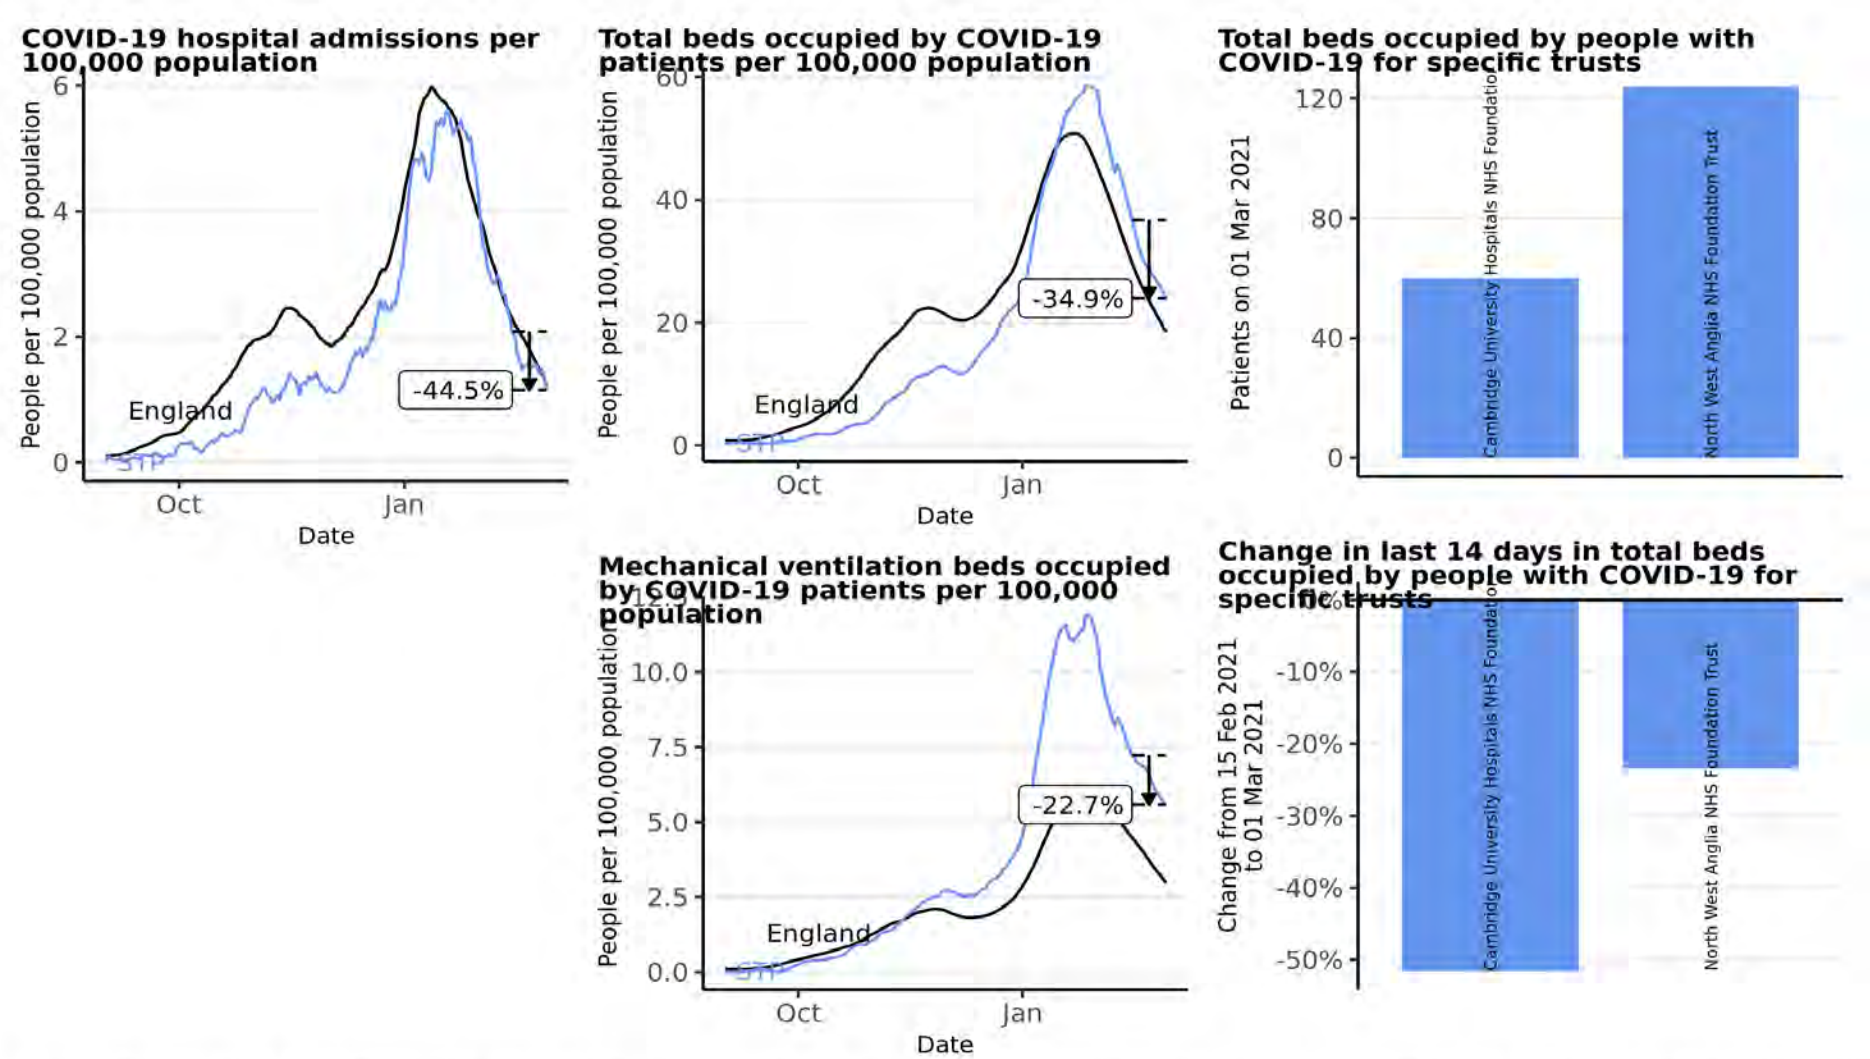 COVID-19 hospital admissions per
100,000 population
People per 100,000 population
6
4
2
0
England
STP
-44.5%
Oct
Jan
Date
Total beds occupied by COVID-19
patients per 100,000 population
People per 100,000 population
60
40
20
0
England
STP
-34.9%
Oct
Jan
Date
Total beds occupied by people with
COVID-19 for specific trusts
Patients on 01 Mar 2021
120
80
40
0
Cambridge University Hospitals NHS Foundation
North West Anglia NHS Foundation Trust
Mechanical ventilation beds occupied
by COVID-19 patients per 100,000
population
People per 100,000 population
12.5
10.0
7.5
5.0
2.5
0.0
England
STP
-22.7%
Oct
Jan
Date
Change in last 14 days in total beds
occupied by people with COVID-19 for
specific trusts
Change from 15 Feb 2021
to 01 Mar 2021
0%
-10%
-20%
-30%
-40%
-50%
Cambridge University Hospitals NHS Foundation
North West Anglia NHS Foundation Trust